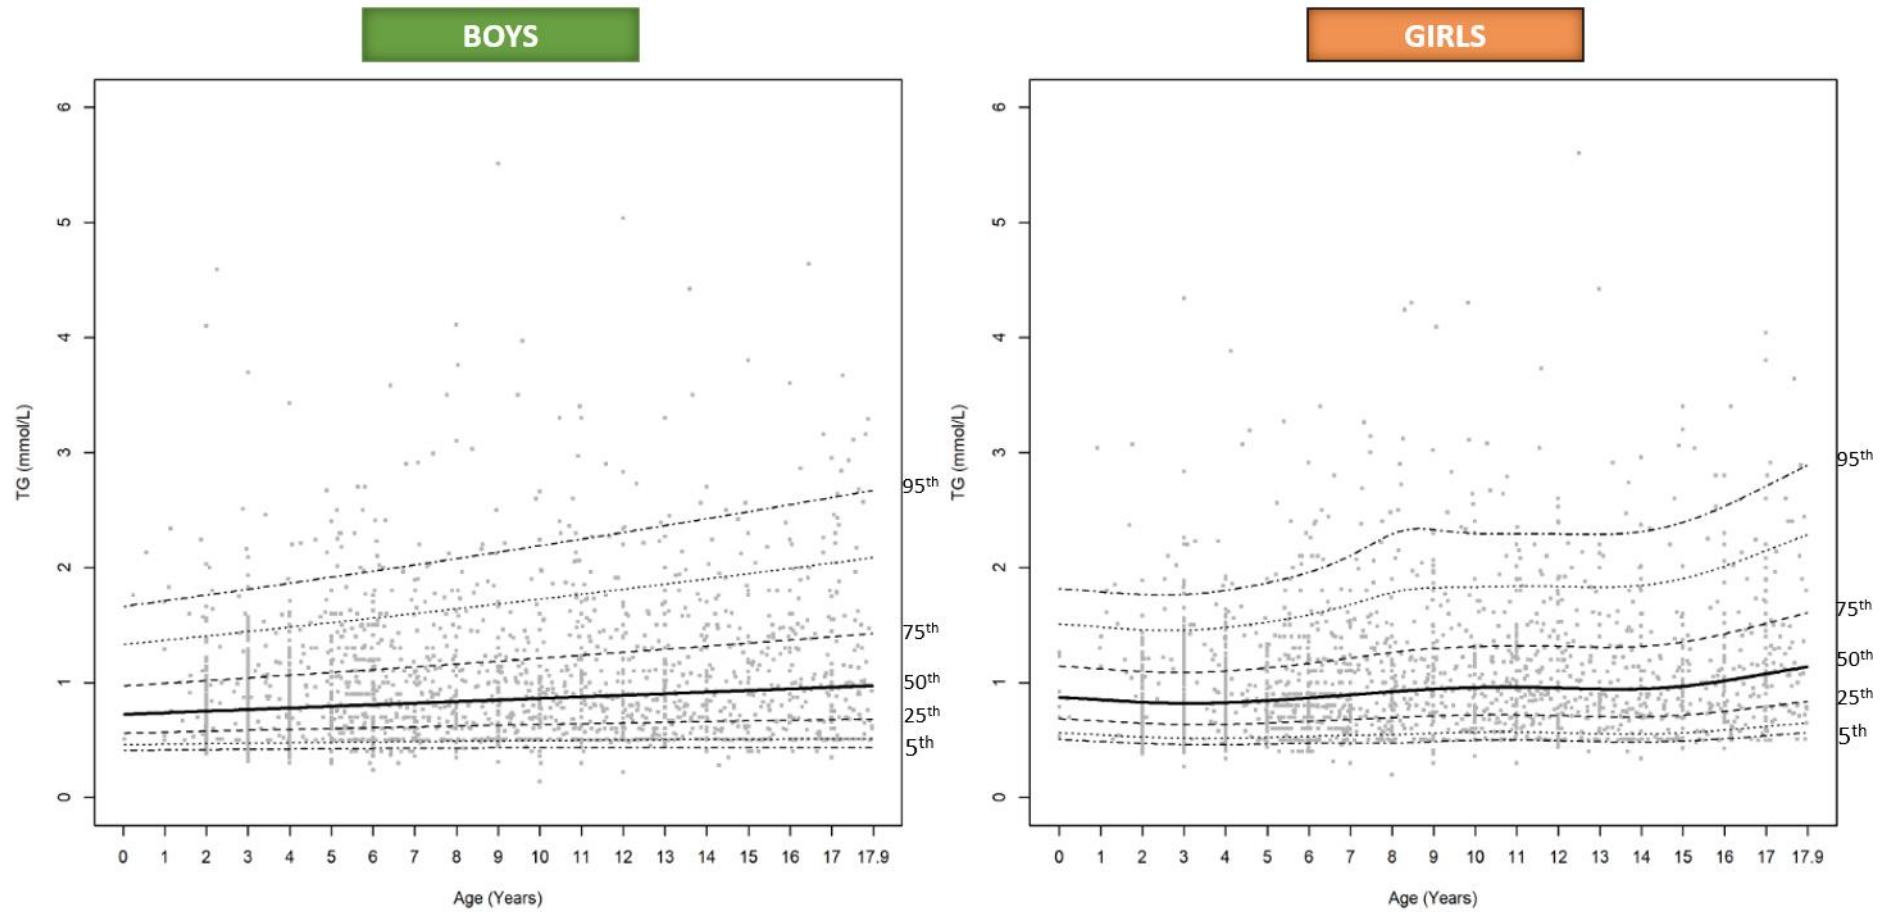 BOYS
GIRLS
6
5
4
3
2
1
0
TG (mmol/L)
95th
75th
50th
25th
5th
0 1 2 3 4 5 6 7 8 9 10 11 12 13 14 15 16 17 17.9
Age (Years)
6
5
4
3
2
1
0
TG (mmol/L)
95th
75th
50th
25th
5th
0 1 2 3 4 5 6 7 8 9 10 11 12 13 14 15 16 17 17.9
Age (Years)